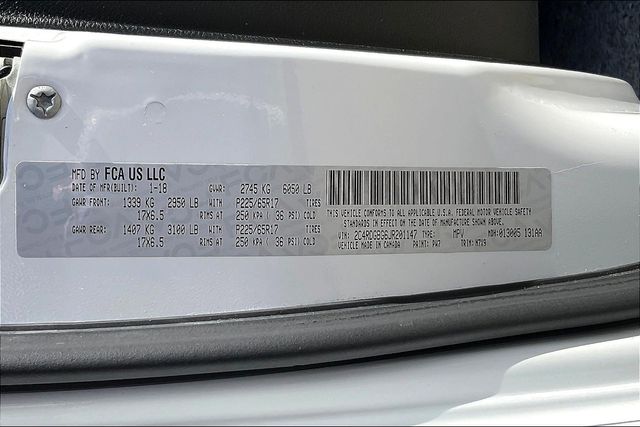 MFD BY FCA US LLC
DATE OF MFR(BUILT): 1-18 GVWR: 2745 KG 6050 LB
GAWR FRONT: 1339 KG 2950 LB WITH P225/65R17 TIRES
17X6.5 RIMS AT 250 KPA ( 36 PSI) COLD
GAWR REAR: 1407 KG 3100 LB WITH P225/65R17 TIRES
17X6.5 RIMS AT 250 KPA ( 36 PSI) COLD
THIS VEHICLE CONFORMS TO ALL APPLICABLE U.S.A. FEDERAL MOTOR VEHICLE SAFETY
STANDARDS IN EFFECT ON THE DATE OF MANUFACTURE SHOWN ABOVE.
VIN: 2C4RDGBG6JR201147 TYPE: MPV MDH:013005 131AA
VEHICLE MADE IN CANADA PAINT: PW7 TRIM: